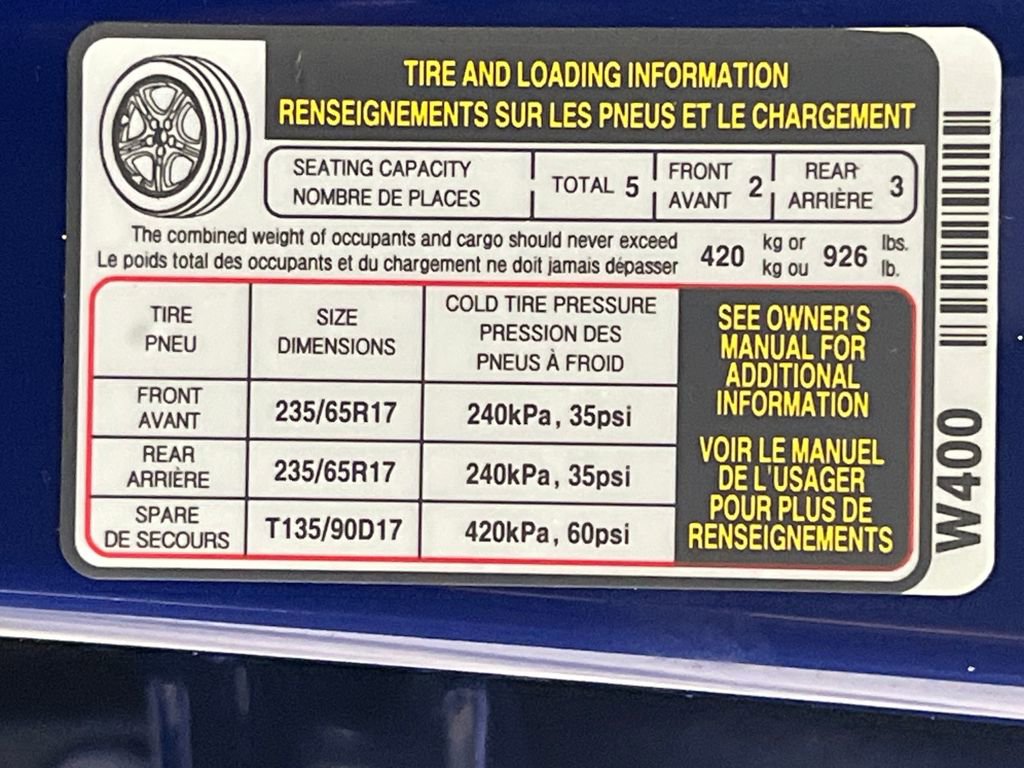 TIRE AND LOADING INFORMATION
RENSEIGNEMENTS SUR LES PNEUS ET LE CHARGEMENT
SEATING CAPACITY
NOMBRE DE PLACES
TOTAL 5
FRONT
AVANT 2
REAR
ARRIÈRE 3
The combined weight of occupants and cargo should never exceed
Le poids total des occupants et du chargement ne doit jamais dépasser
420 kg or 926 lbs.
kg ou lb.
TIRE
PNEU
SIZE
DIMENSIONS
COLD TIRE PRESSURE
PRESSION DES
PNEUS À FROID
FRONT
AVANT
235/65R17
240kPa, 35psi
REAR
ARRIÈRE
235/65R17
240kPa, 35psi
SPARE
DE SECOURS
T135/90D17
420kPa, 60psi
SEE OWNER'S
MANUAL FOR
ADDITIONAL
INFORMATION
VOIR LE MANUEL
DE L'USAGER
POUR PLUS DE
RENSEIGNEMENTS
W400